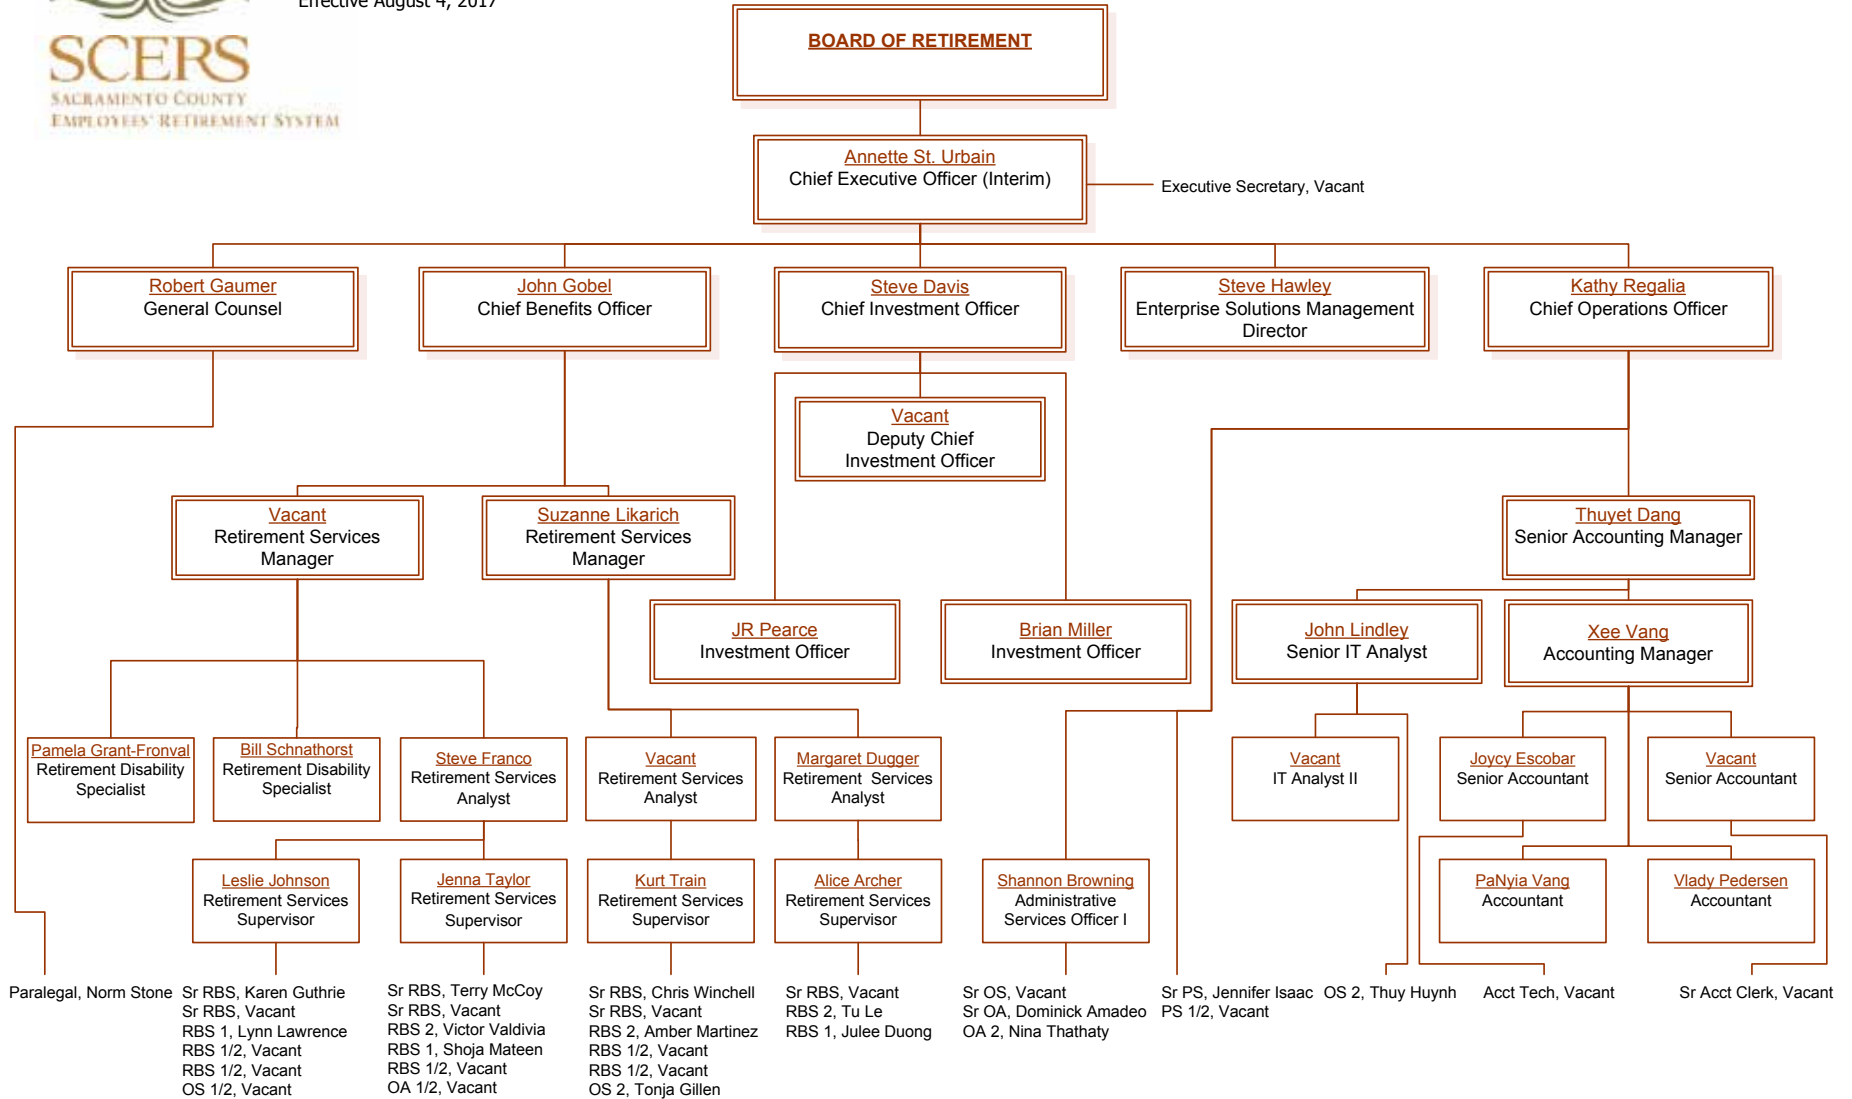 Effective August 4, 2017
SCERS
SACRAMENTO COUNTY
EMPLOYEES' RETIREMENT SYSTEM
BOARD OF RETIREMENT
Annette St. Urbain
Chief Executive Officer (Interim)
Executive Secretary, Vacant
Robert Gaumer
General Counsel
John Gobel
Chief Benefits Officer
Steve Davis
Chief Investment Officer
Steve Hawley
Enterprise Solutions Management
Director
Kathy Regalia
Chief Operations Officer
Vacant
Deputy Chief
Investment Officer
Vacant
Retirement Services
Manager
Suzanne Likarich
Retirement Services
Manager
Thuyet Dang
Senior Accounting Manager
JR Pearce
Investment Officer
Brian Miller
Investment Officer
John Lindley
Senior IT Analyst
Xee Vang
Accounting Manager
Pamela Grant-Fronval
Retirement Disability
Specialist
Bill Schnathorst
Retirement Disability
Specialist
Steve Franco
Retirement Services
Analyst
Vacant
Retirement Services
Analyst
Margaret Dugger
Retirement Services
Analyst
Vacant
IT Analyst II
Joycy Escobar
Senior Accountant
Vacant
Senior Accountant
Leslie Johnson
Retirement Services
Supervisor
Jenna Taylor
Retirement Services
Supervisor
Kurt Train
Retirement Services
Supervisor
Alice Archer
Retirement Services
Supervisor
Shannon Browning
Administrative
Services Officer I
PaNyia Vang
Accountant
Vlady Pedersen
Accountant
Paralegal, Norm Stone
Sr RBS, Karen Guthrie
Sr RBS, Vacant
RBS 1, Lynn Lawrence
RBS 1/2, Vacant
RBS 1/2, Vacant
OS 1/2, Vacant
Sr RBS, Terry McCoy
Sr RBS, Vacant
RBS 2, Victor Valdivia
RBS 1, Shoja Mateen
RBS 1/2, Vacant
OA 1/2, Vacant
Sr RBS, Chris Winchell
Sr RBS, Vacant
RBS 2, Amber Martinez
RBS 1/2, Vacant
RBS 1/2, Vacant
OS 2, Tonja Gillen
Sr RBS, Vacant
RBS 2, Tu Le
RBS 1, Julee Duong
Sr OS, Vacant
Sr OA, Dominick Amadeo
OA 2, Nina Thathaty
Sr PS, Jennifer Isaac
PS 1/2, Vacant
OS 2, Thuy Huynh
Acct Tech, Vacant
Sr Acct Clerk, Vacant